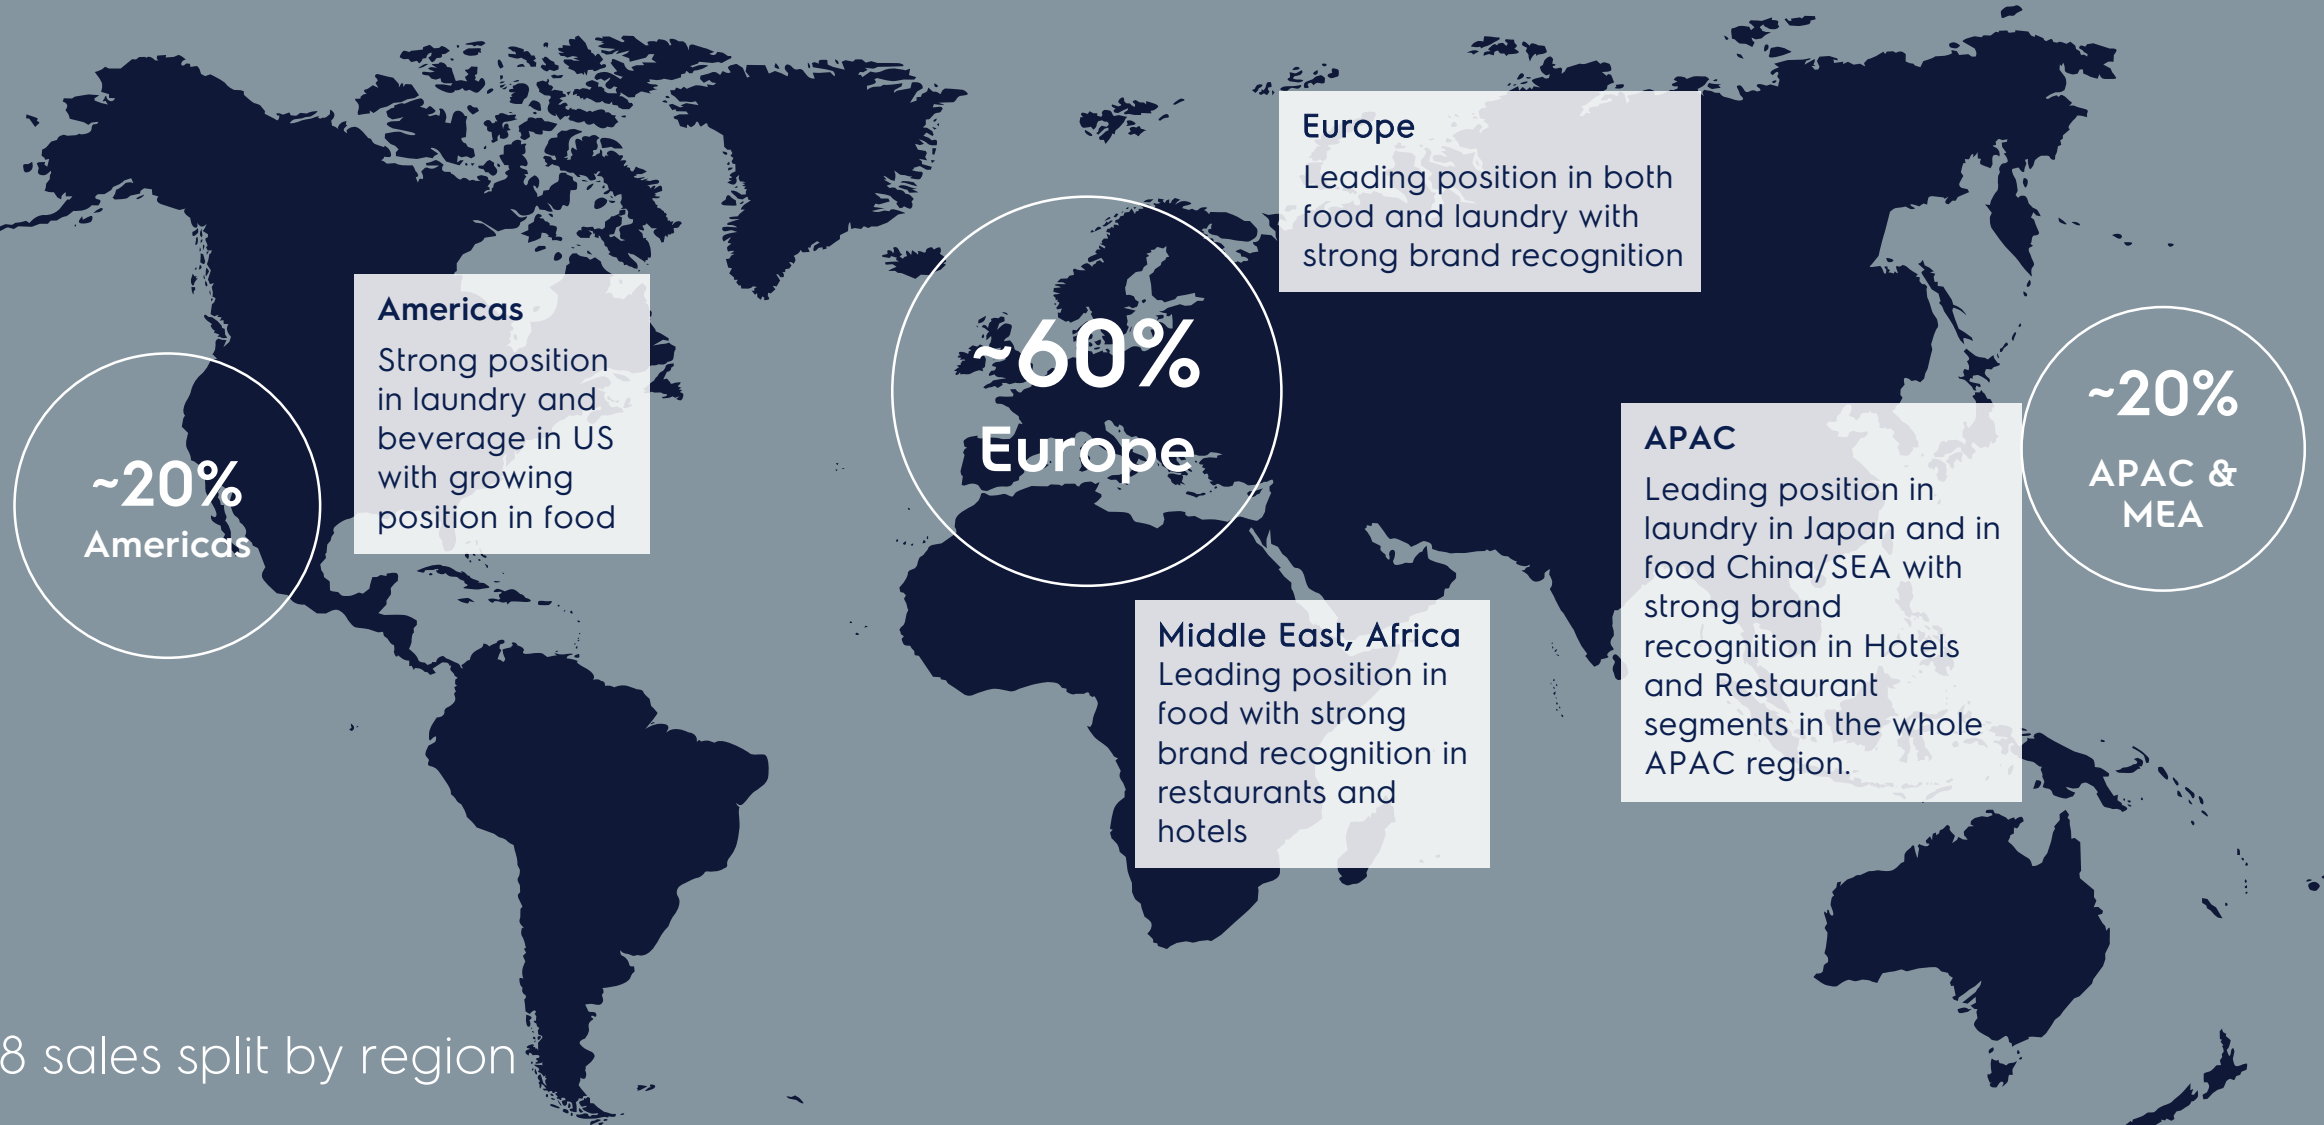 Europe
Leading position in both
food and laundry with
strong brand recognition
Americas
Strong position
in laundry and
beverage in US
with growing
position in food
~60%
Europe
~20%
Americas
~20%
APAC &
MEA
APAC
Leading position in
laundry in Japan and in
food China/SEA with
strong brand
recognition in Hotels
and Restaurant
segments in the whole
APAC region.
Middle East, Africa
Leading position in
food with strong
brand recognition in
restaurants and
hotels
8 sales split by region